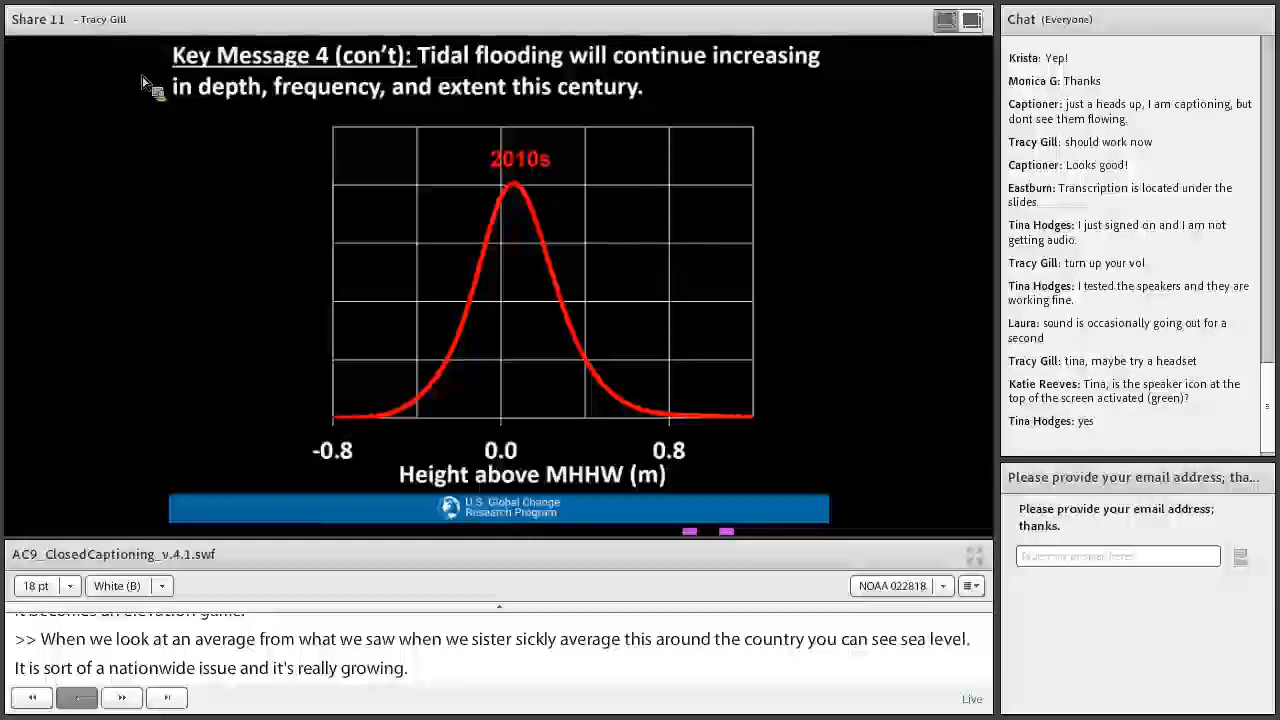 Share 11 - Tracy Gill
Key Message 4 (con't): Tidal flooding will continue increasing
in depth, frequency, and extent this century.
2010s
-0.8 0.0 0.8
Height above MHHW (m)
U.S. Global Change
Research Program
AC9_ClosedCaptioning_v.4.1.swf
18 pt White (B) NOAA 022818
It becomes an elevation game.
>> When we look at an average from what we saw when we sister sickly average this around the country you can see sea level.
It is sort of a nationwide issue and it's really growing.
Live
Chat (Everyone)
Krista: Yep!
Monica G: Thanks
Captioner: just a heads up, I am captioning, but
dont see them flowing.
Tracy Gill: should work now
Captioner: Looks good!
Eastburn: Transcription is located under the
slides
Tina Hodges: I just signed on and I am not
getting audio.
Tracy Gill: turn up your vol
Tina Hodges: I tested the speakers and they are
working fine.
Laura: sound is occasionally going out for a
second
Tracy Gill: tina, maybe try a headset
Katie Reeves: Tina, is the speaker icon at the
top of the screen activated (green)?
Tina Hodges: yes
Please provide your email address; tha...
Please provide your email address;
thanks.